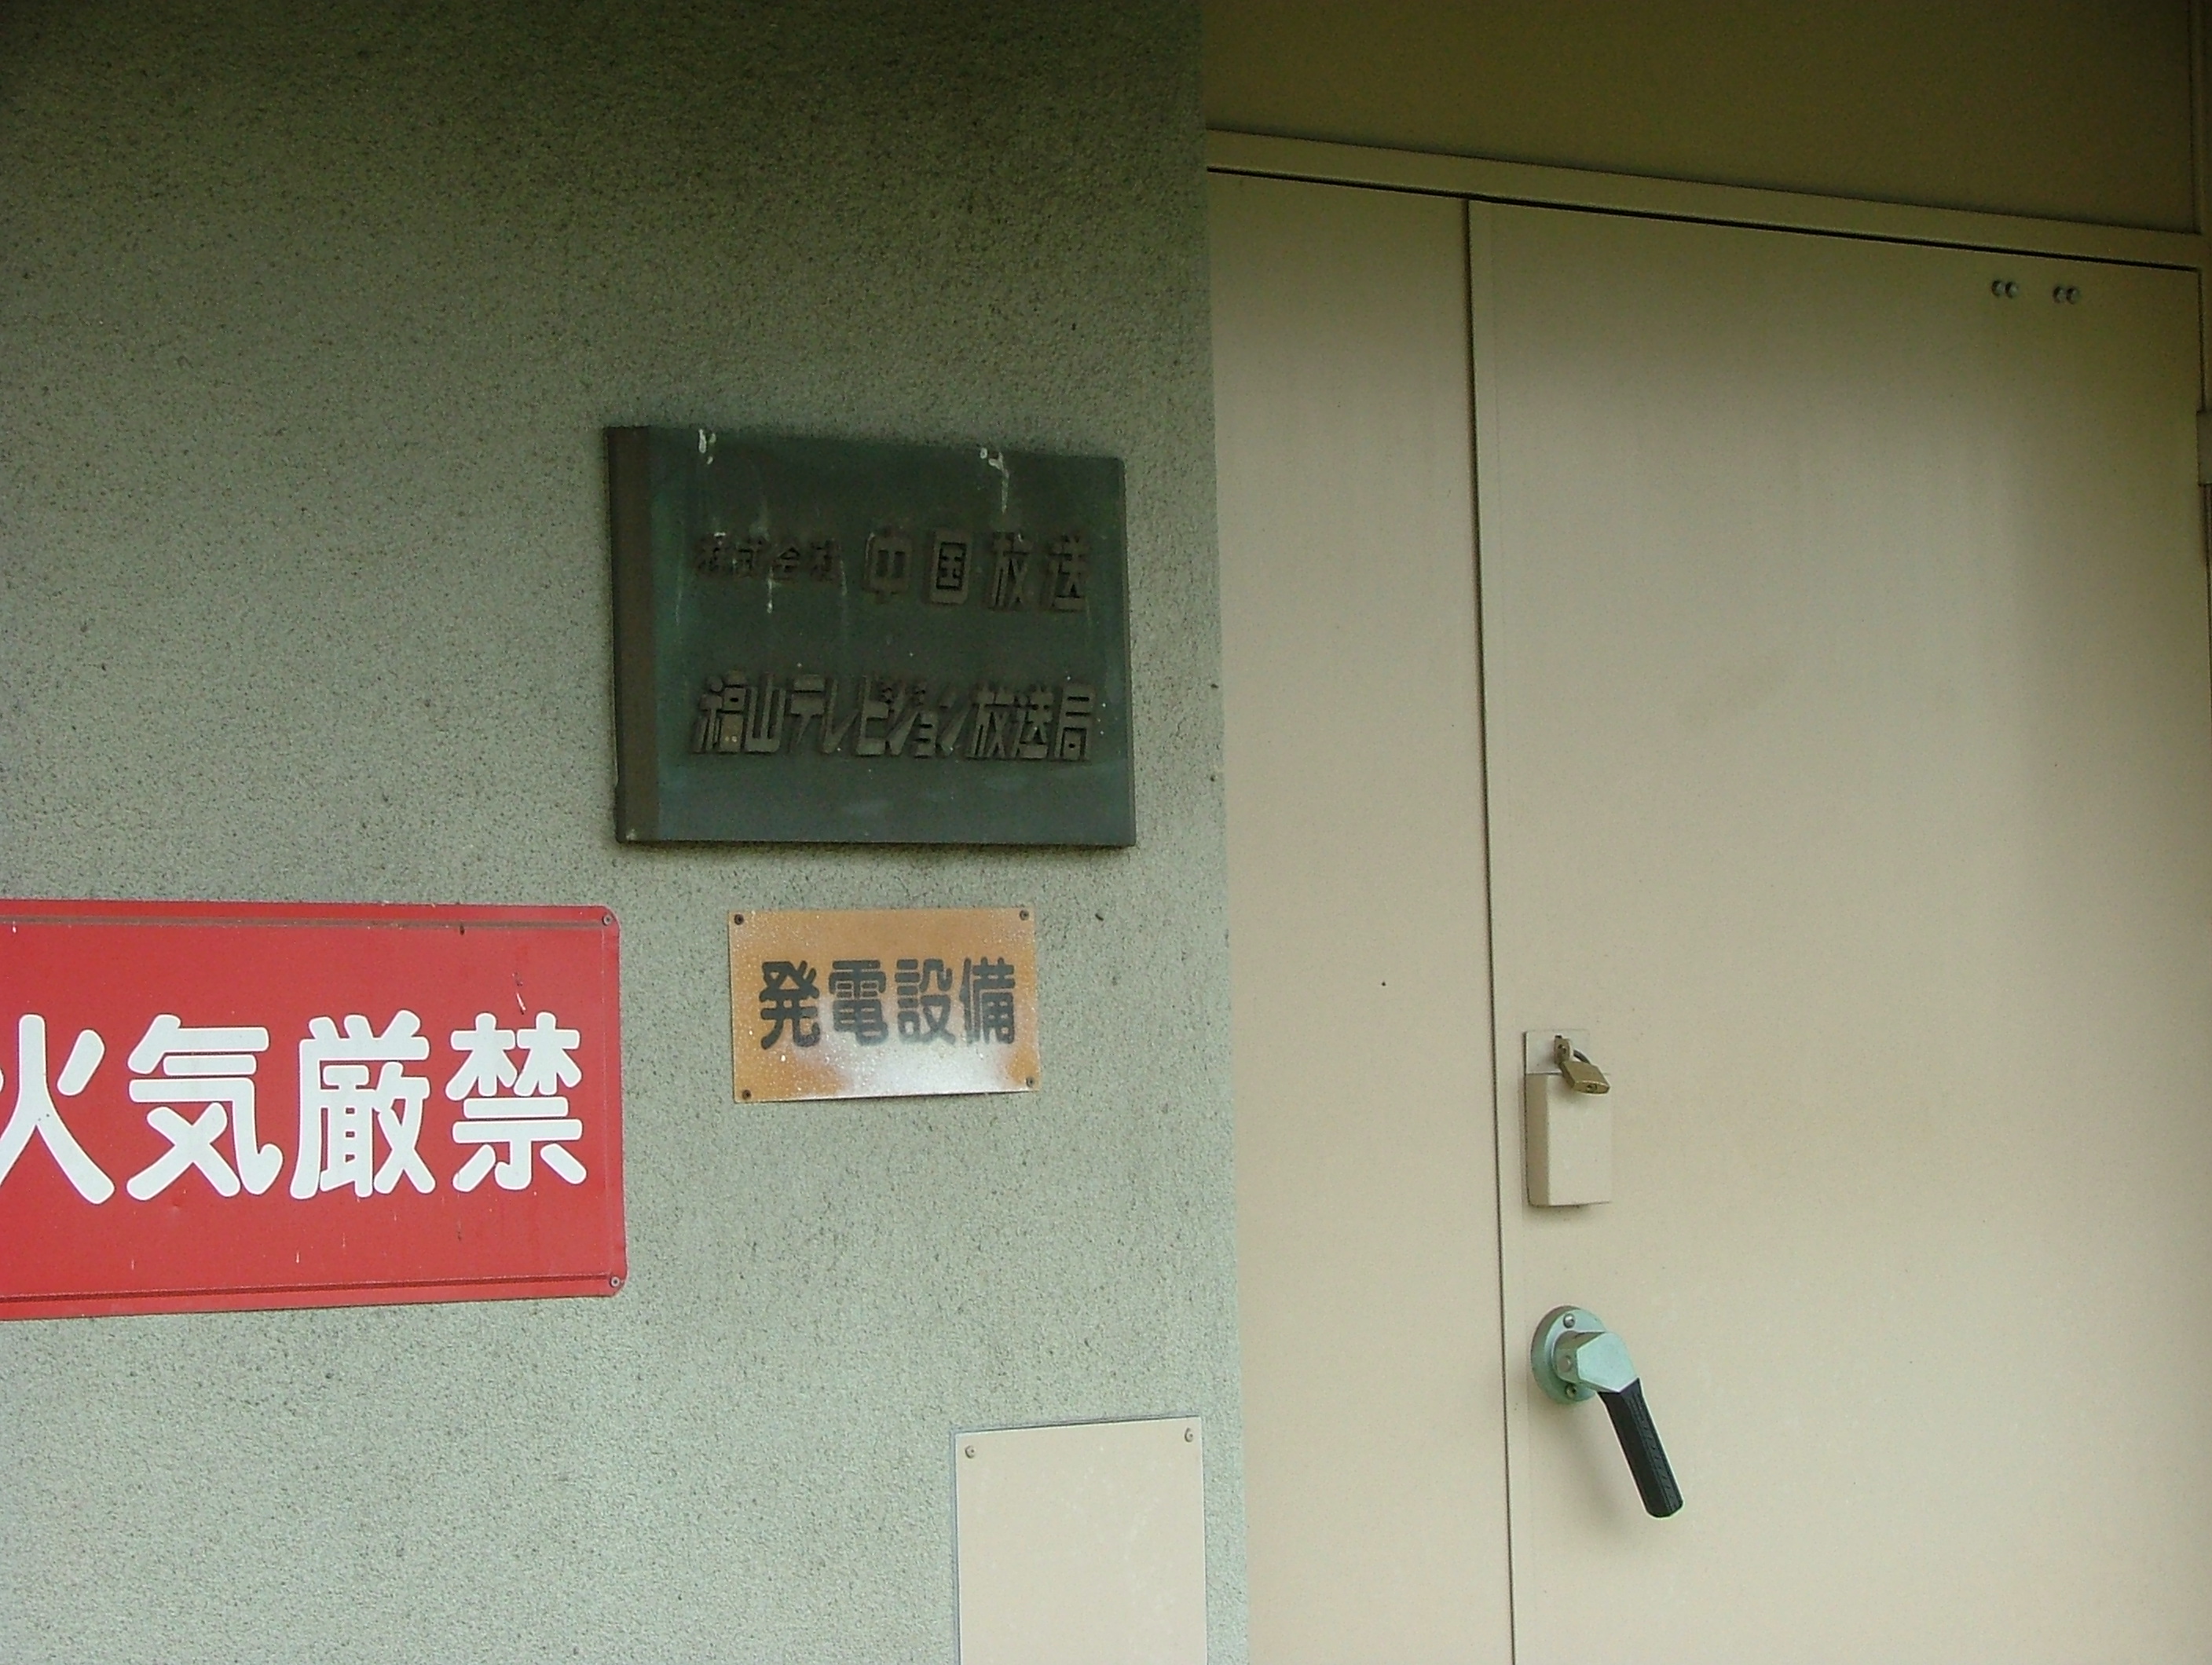 株式会社 中国放送
福山テレビジョン放送局
発電設備
火気厳禁